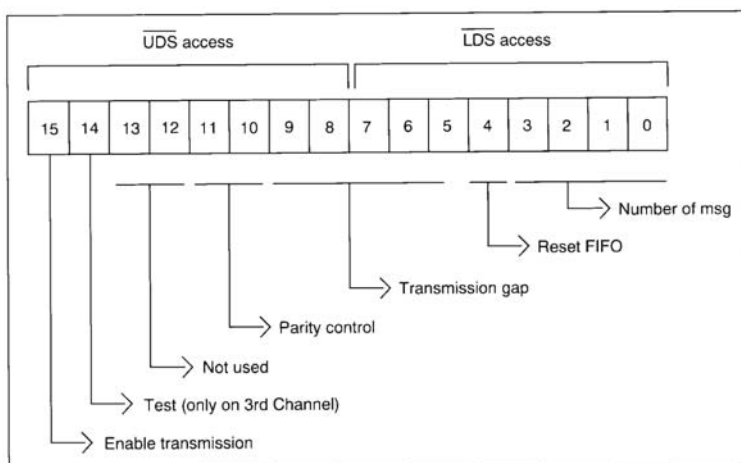 UDS access LDS access
15 14 13 12 11 10 9 8 7 6 5 4 3 2 1 0
Number of msg
Reset FIFO
Transmission gap
Parity control
Not used
Test (only on 3rd Channel)
Enable transmission